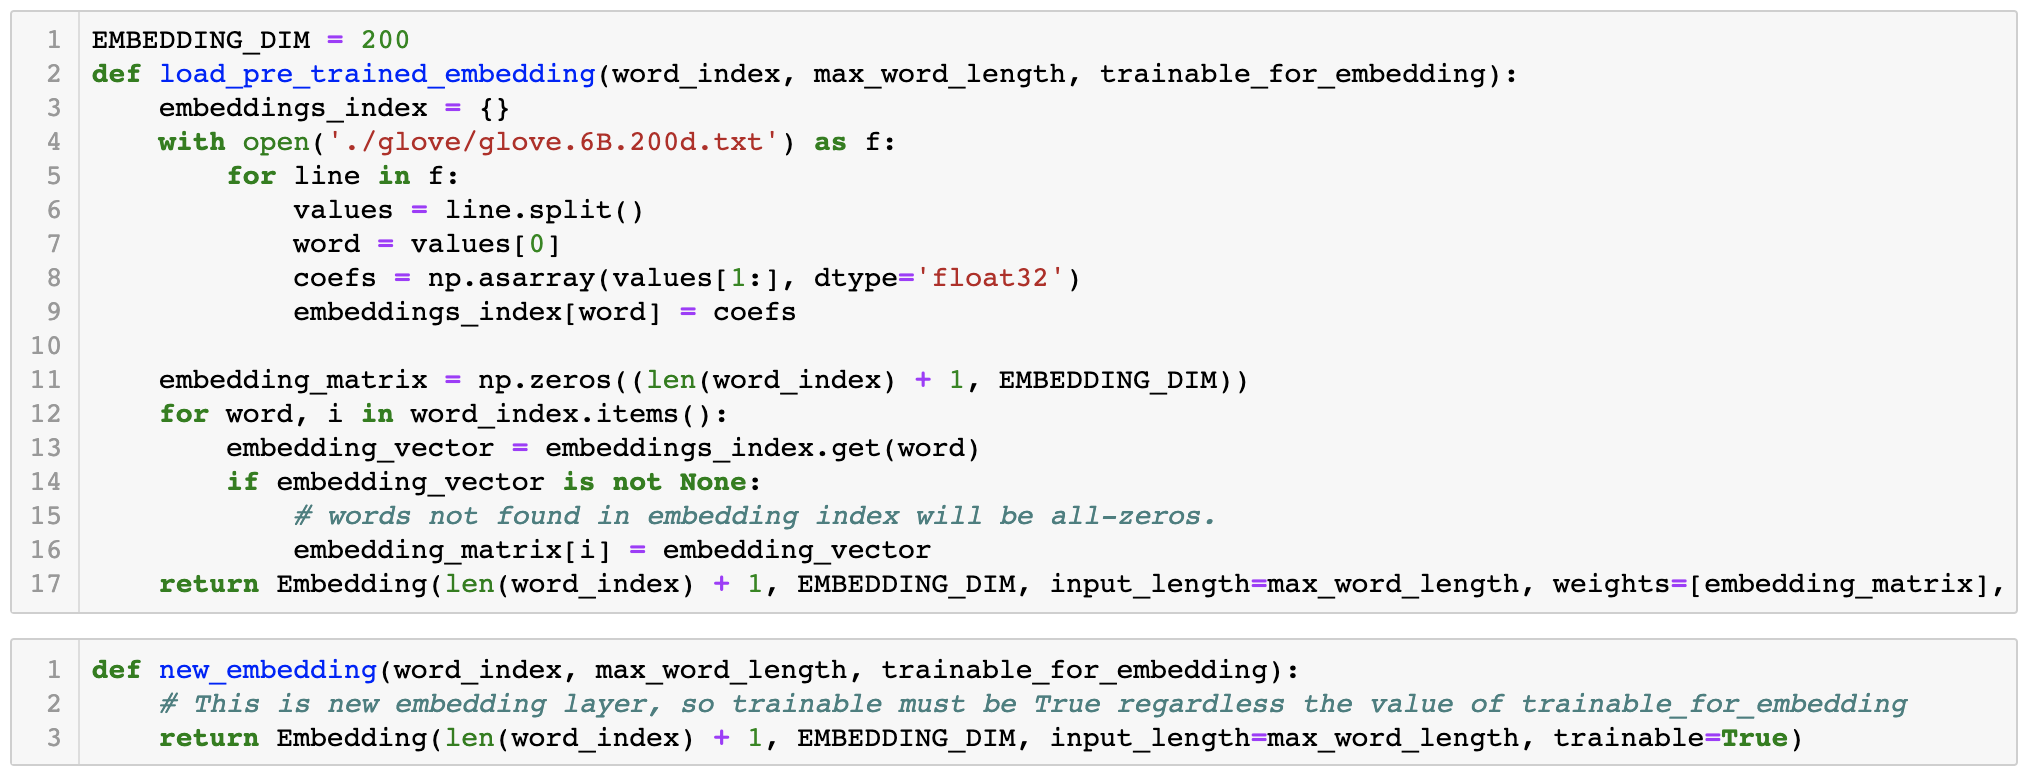 1 EMBEDDING_DIM = 200
2 def load_pre_trained_embedding(word_index, max_word_length, trainable_for_embedding):
3     embeddings_index = {}
4     with open('./glove/glove.6B.200d.txt') as f:
5         for line in f:
6             values = line.split()
7             word = values[0]
8             coefs = np.asarray(values[1:], dtype='float32')
9             embeddings_index[word] = coefs
10
11     embedding_matrix = np.zeros((len(word_index) + 1, EMBEDDING_DIM))
12     for word, i in word_index.items():
13         embedding_vector = embeddings_index.get(word)
14         if embedding_vector is not None:
15             # words not found in embedding index will be all-zeros.
16             embedding_matrix[i] = embedding_vector
17     return Embedding(len(word_index) + 1, EMBEDDING_DIM, input_length=max_word_length, weights=[embedding_matrix],
1 def new_embedding(word_index, max_word_length, trainable_for_embedding):
2     # This is new embedding layer, so trainable must be True regardless the value of trainable_for_embedding
3     return Embedding(len(word_index) + 1, EMBEDDING_DIM, input_length=max_word_length, trainable=True)